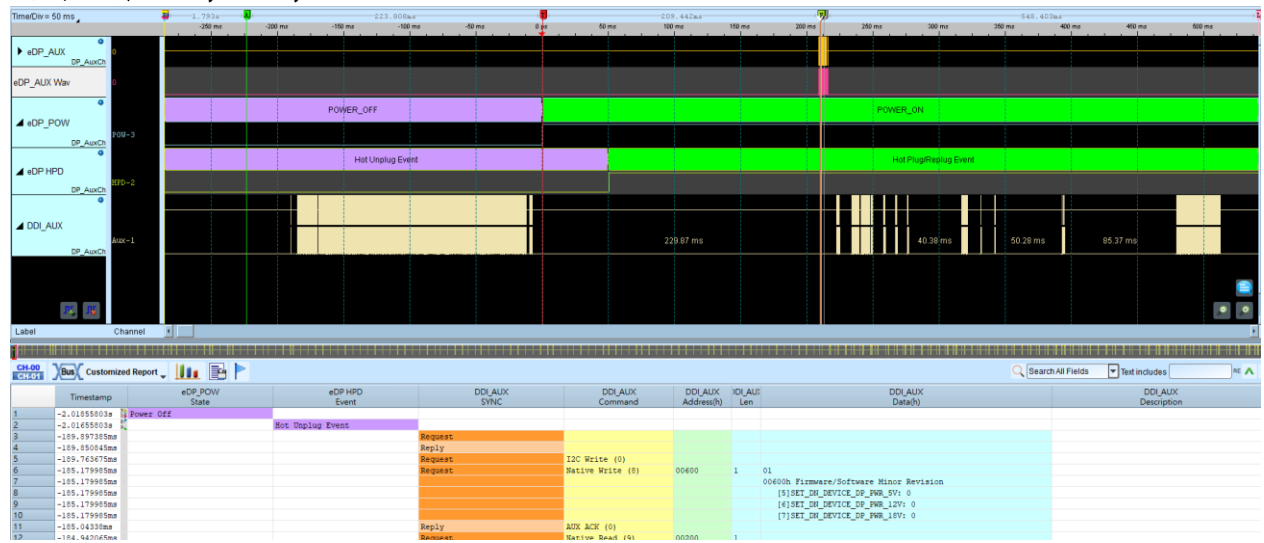 Time/Div = 50 ms
1.793s
A
223.808ms
208.442ms
548.403ms
-250 ms
-200 ms
-150 ms
-100 ms
-50 ms
0 ps
50 ms
100 ms
150 ms
200 ms
250 ms
300 ms
350 ms
400 ms
450 ms
500 ms
eDP_AUX
DP_AuxCh
0
eDP_AUX Wav
0
eDP_POW
DP_AuxCh
POW-3
POWER_OFF
POWER_ON
eDP HPD
DP_AuxCh
HPD-2
Hot Unplug Event
Hot Plug/Replug Event
DDI_AUX
DP_AuxCh
Aux-1
229.87 ms
40.38 ms
50.28 ms
85.37 ms
Label Channel
CH-00
CH-01
Bus
Customized Report
Search All Fields
Text includes
Timestamp
eDP_POW
State
eDP HPD
Event
DDI_AUX
SYNC
DDI_AUX
Command
DDI_AUX
Address(h)
Len
DDI_AUX
Data(h)
DDI_AUX
Description
1 -2.01855803s Power Off
2 -2.01655803s Hot Unplug Event
3 -189.897385ms Request
4 -189.850845ms Reply
5 -189.763675ms Request I2C Write (0)
6 -185.179985ms Request Native Write (8) 00600 1 01
7 -185.179985ms 00600h Firmware/Software Minor Revision
8 -185.179985ms [5]SET_DN_DEVICE_DP_PWR_5V: 0
9 -185.179985ms [6]SET_DN_DEVICE_DP_PWR_12V: 0
10 -185.179985ms [7]SET_DN_DEVICE_DP_PWR_18V: 0
11 -185.04338ms Reply AUX ACK (0)
12 -184.942065ms Request Native Read (9) 00200 1